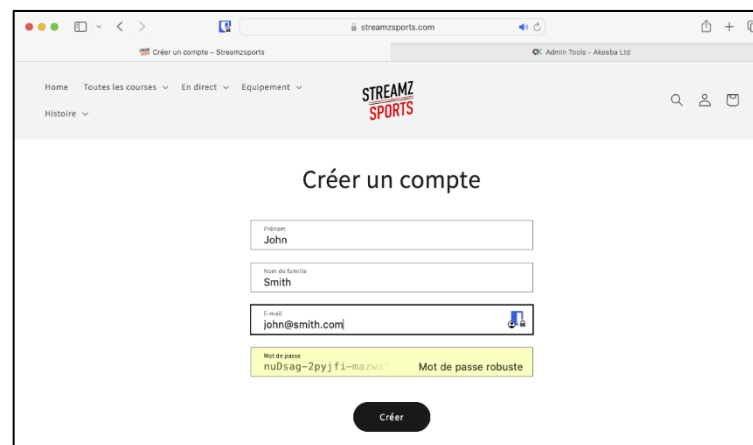 streamzsports.com
Créer un compte – Streamzsports
Admin Tools - Akeeba Ltd
Home Toutes les courses En direct Equipement
Histoire
STREAMZ
SPORTS
Créer un compte
Prénom
John
Nom de famille
Smith
E-mail
john@smith.com
Mot de passe
nuDsag-2pyjfi-mazwa Mot de passe robuste
Créer